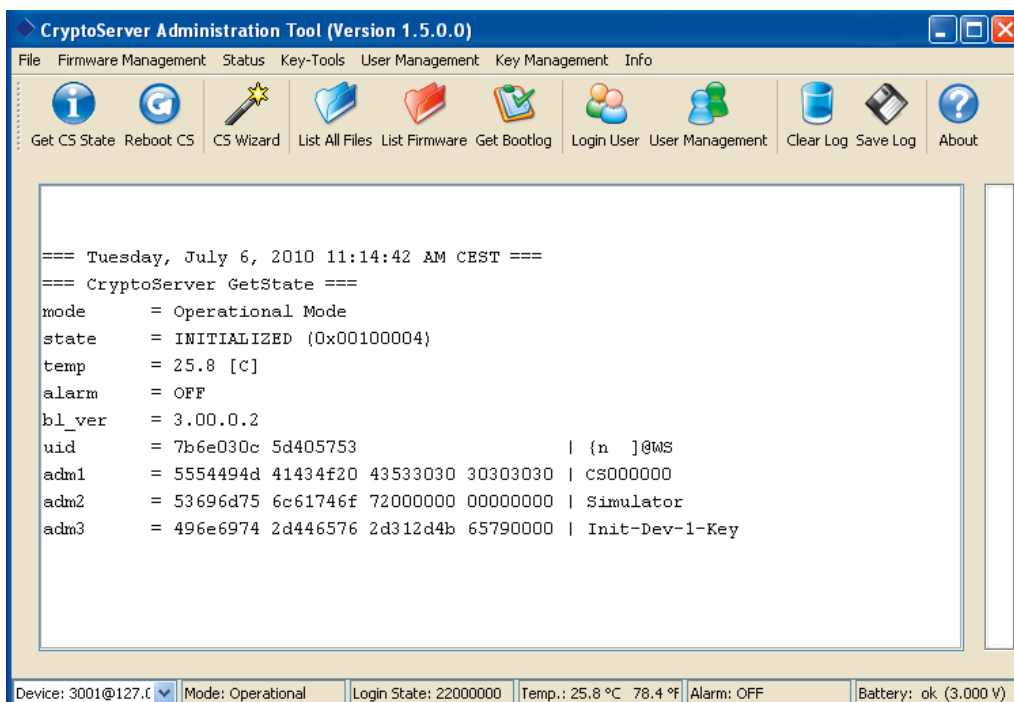 CryptoServer Administration Tool (Version 1.5.0.0)
File Firmware Management Status Key-Tools User Management Key Management Info
Get CS State Reboot CS CS Wizard List All Files List Firmware Get Bootlog Login User User Management Clear Log Save Log About
=== Tuesday, July 6, 2010 11:14:42 AM CEST ===
=== CryptoServer GetState ===
mode = Operational Mode
state = INITIALIZED (0x00100004)
temp = 25.8 [C]
alarm = OFF
bl_ver = 3.00.0.2
uid = 7b6e030c 5d405753 | {n ]@WS
adm1 = 5554494d 41434f20 43533030 30303030 | CS000000
adm2 = 53696d75 6c61746f 72000000 00000000 | Simulator
adm3 = 496e6974 2d446576 2d312d4b 65790000 | Init-Dev-1-Key
Device: 3001@127.( Mode: Operational Login State: 22000000 Temp.: 25.8 °C 78.4 °F Alarm: OFF Battery: ok (3.000 V)